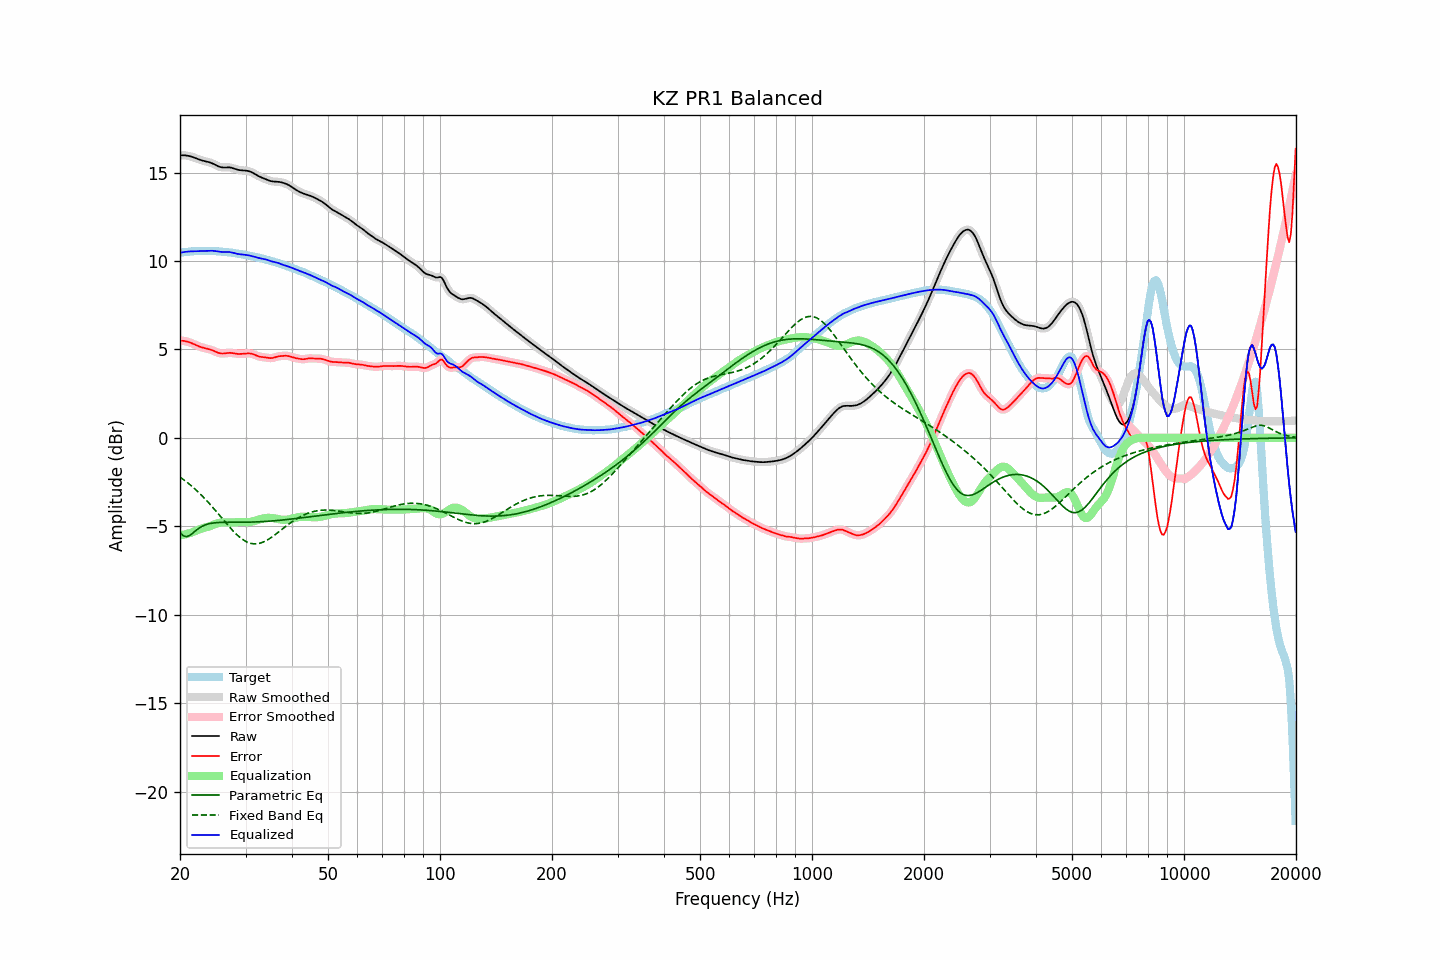 KZ PR1 Balanced
Amplitude (dBr)
15
10
5
0
−5
−10
−15
−20
Target
Raw Smoothed
Error Smoothed
Raw
Error
Equalization
Parametric Eq
Fixed Band Eq
Equalized
20 50 100 200 500 1000 2000 5000 10000 20000
Frequency (Hz)